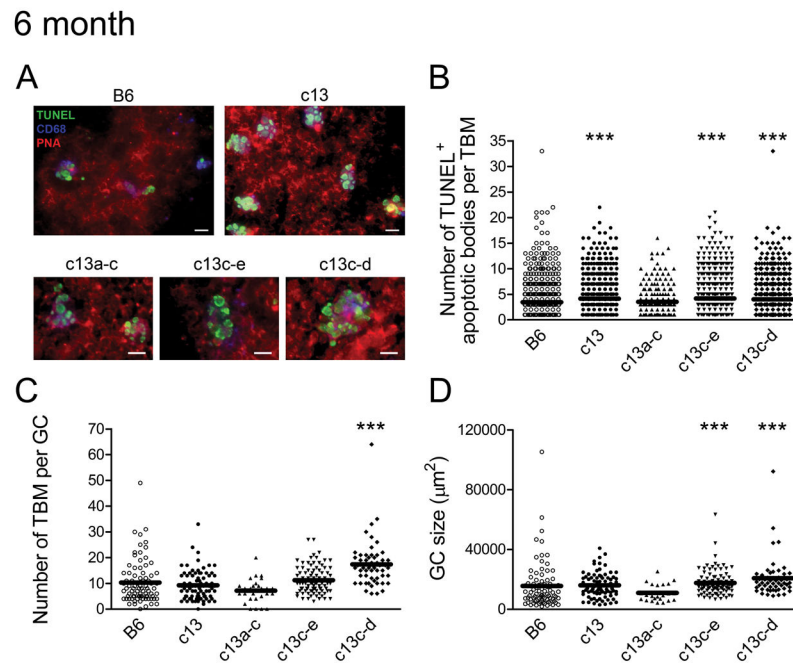 6 month
A
B6
c13
TUNEL
CD68
PNA
c13a-c
c13c-e
c13c-d
B
Number of TUNEL+
apoptotic bodies per TBM
35
30
25
20
15
10
5
0
***
***
***
B6
c13
c13a-c
c13c-e
c13c-d
C
Number of TBM per GC
70
60
50
40
30
20
10
0
***
B6
c13
c13a-c
c13c-e
c13c-d
D
GC size (μm2)
120000
80000
40000
0
***
***
B6
c13
c13a-c
c13c-e
c13c-d